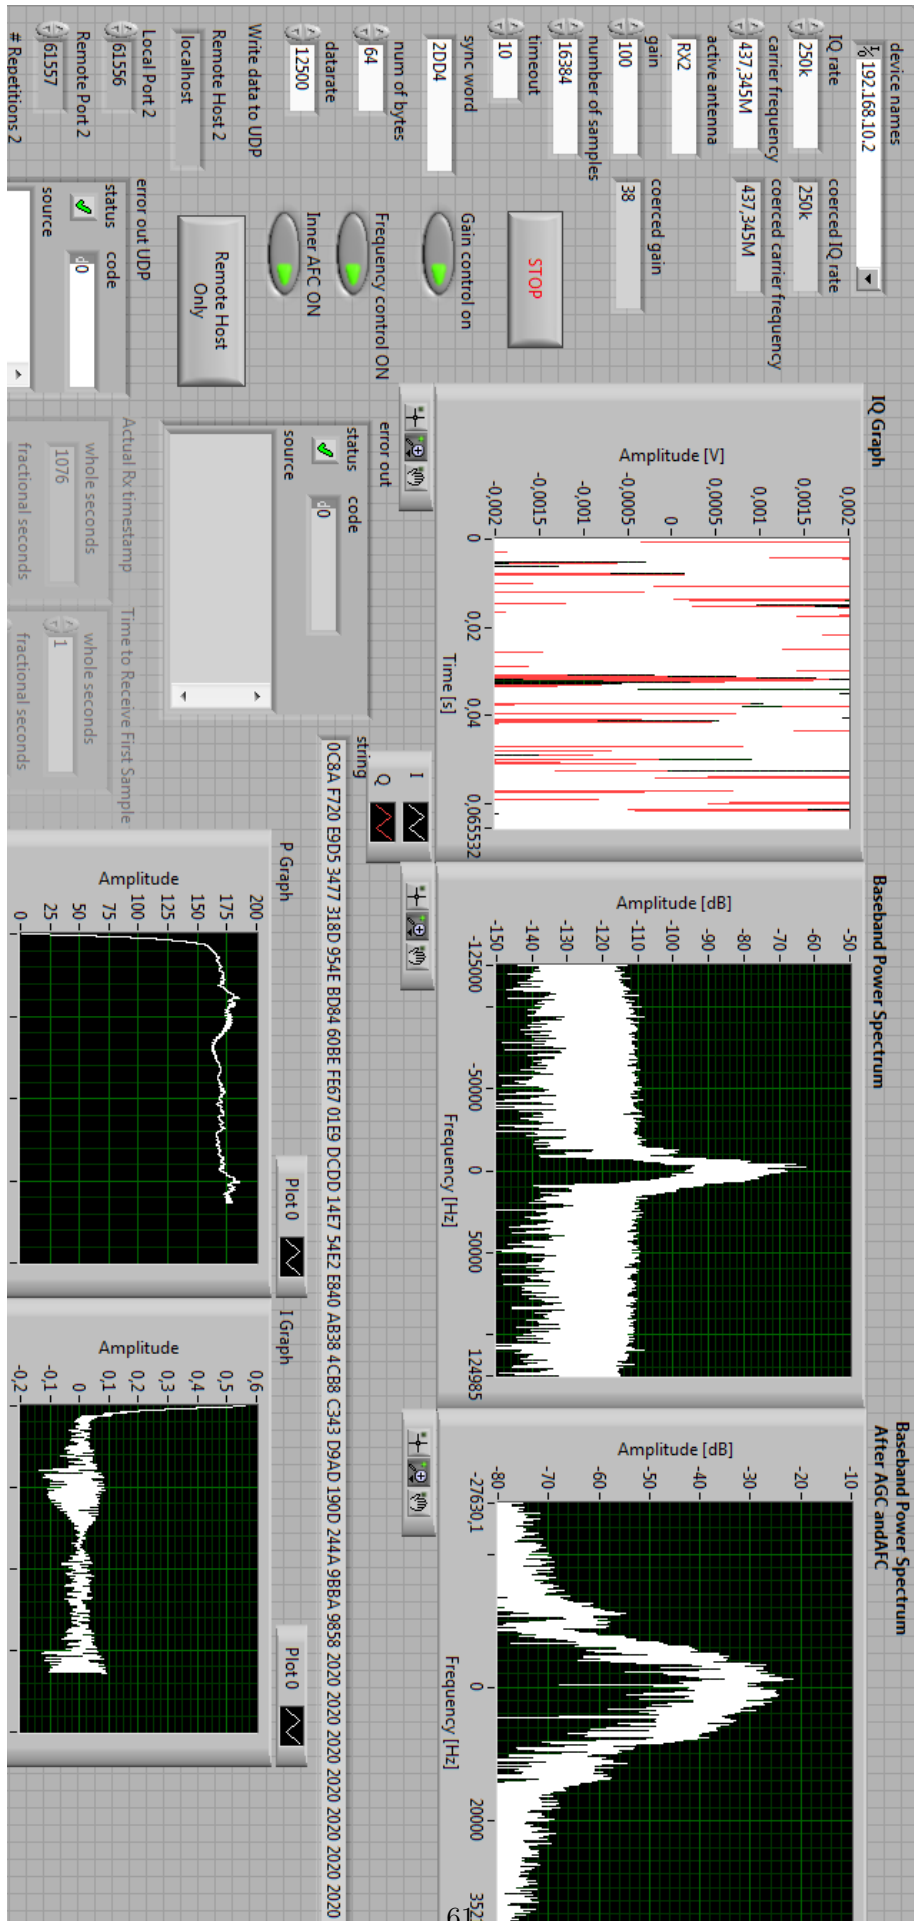 device names
192.168.10.2
IQ rate
250k
coerced IQ rate
250k
carrier frequency
437,345M
coerced carrier frequency
437,345M
active antenna
RX2
gain
100
coerced gain
38
number of samples
16384
timeout
10
STOP
sync word
2DD4
Gain control on
num of bytes
64
Frequency control ON
datarate
12500
Inner AFC ON
Write data to UDP
Remote Host 2
localhost
Remote Host
Only
Local Port 2
61556
Remote Port 2
61557
# Repetitions 2
error out UDP
status
code
d0
source
IQ Graph
Amplitude [V]
0,002
0,0015
0,001
0,0005
0
-0,0005
-0,001
-0,0015
-0,002
0
0,02
0,04
0,065532
Time [s]
I
Q
Baseband Power Spectrum
Amplitude [dB]
-50
-60
-70
-80
-90
-100
-110
-120
-130
-140
-150
-125000
-50000
0
50000
124985
Frequency [Hz]
Baseband Power Spectrum
After AGC andAFC
Amplitude [dB]
-10
-20
-30
-40
-50
-60
-70
-80
-27630,1
0
20000
Frequency [Hz]
error out
status
code
d0
source
string
0C8A F720 E9D5 3477 318D 954E BD84 60BE FE67 01E9 DCDD 14E7 54E2 E840 AB38 4CB8 C343 D9AD 190D 244A 9BBA 9858 2020 2020 2020 2020 2020 2020 2020
Actual Rx timestamp
whole seconds
1076
fractional seconds
Time to Receive First Sample
whole seconds
1
fractional seconds
P Graph
Plot 0
Amplitude
200
175
150
125
100
75
50
25
0
I Graph
Plot 0
Amplitude
0,6
0,5
0,4
0,3
0,2
0,1
0
-0,1
-0,2
61